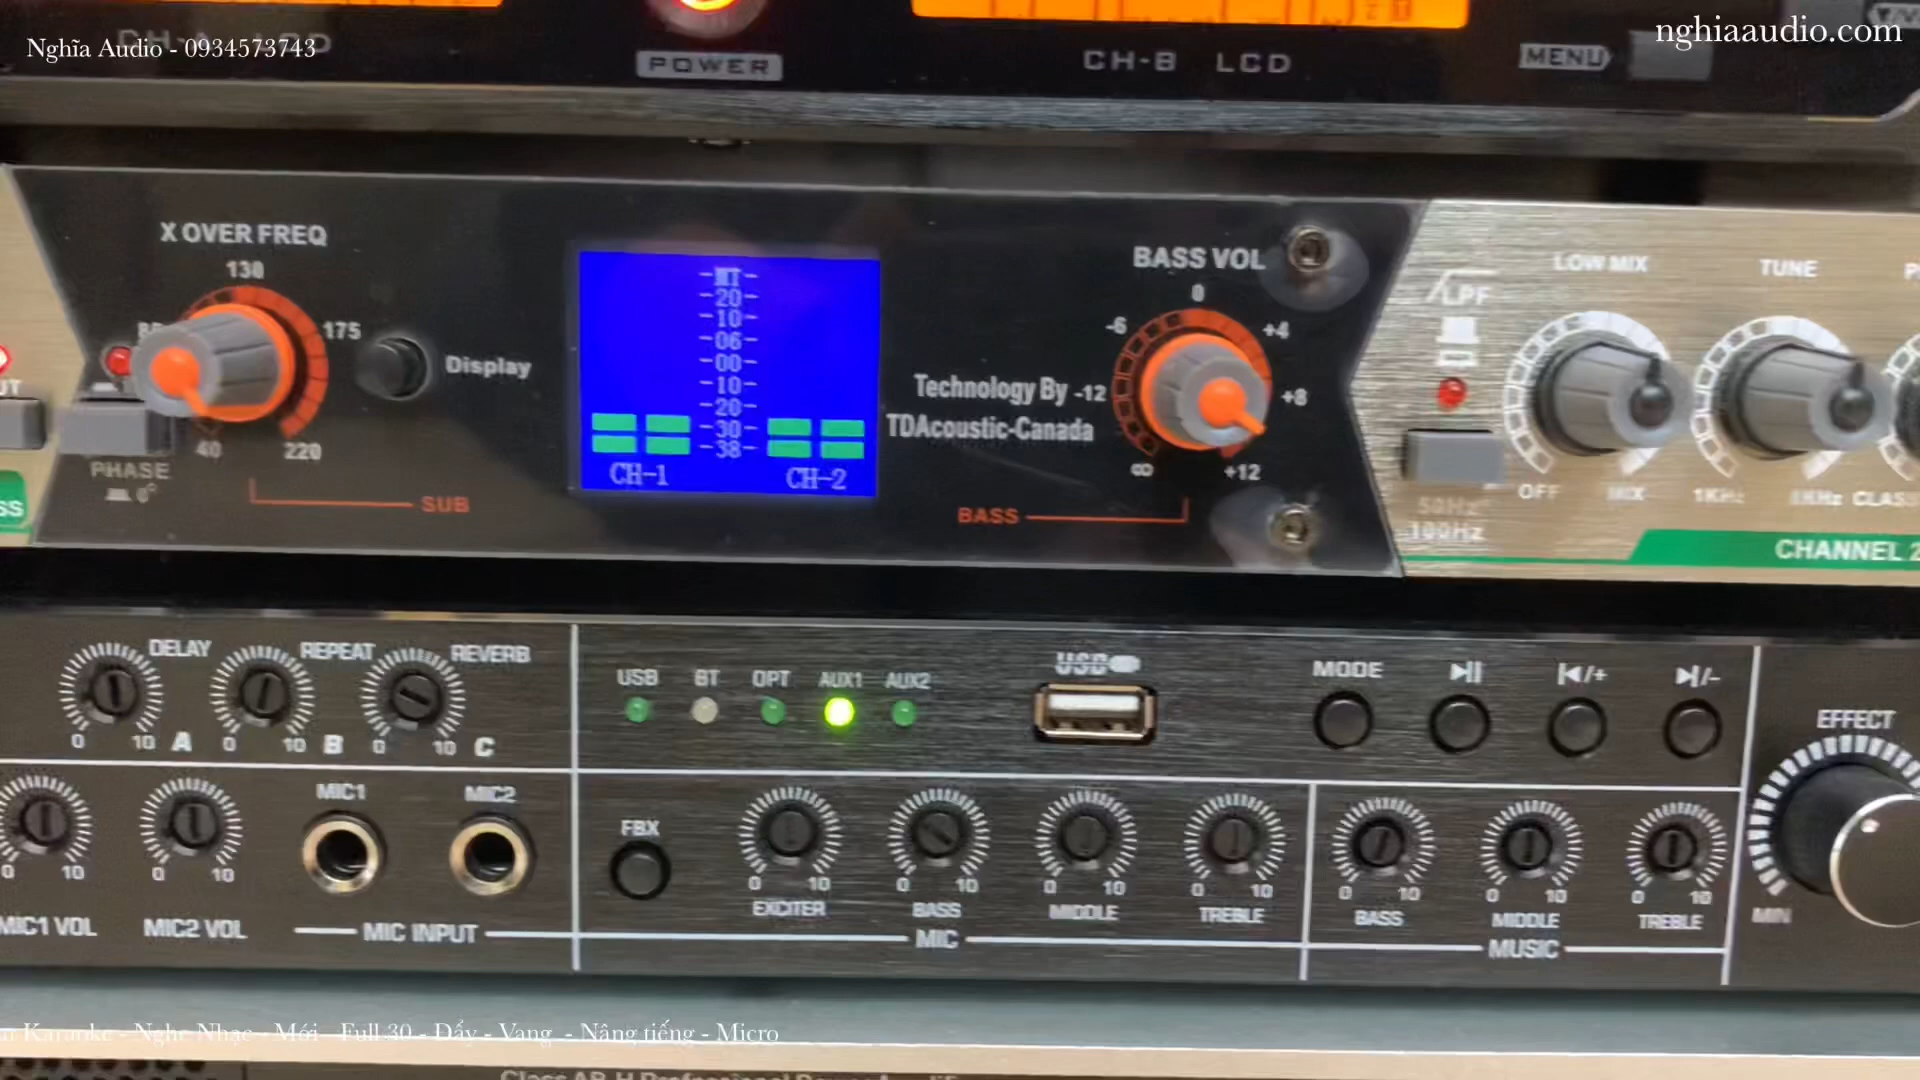 Nghĩa Audio - 0934573743
nghiaaudio.com
POWER
CH-B LCD
MENU
X OVER FREQ
130
175
40
220
Display
PHASE
0°
SUB
MT
20
10
06
00
10
20
30
38
CH-1
CH-2
BASS VOL
0
-6
+4
-12
+8
∞
+12
Technology By
TDAcoustic-Canada
BASS
LPF
50Hz
100Hz
LOW MIX
OFF
MIX
TUNE
1KHz
8KHz
CHANNEL 2
DELAY
0 10 A
REPEAT
0 10 B
REVERB
0 10 C
USB BT OPT AUX1 AUX2
USB
MODE
EFFECT
MIN
0 10
MIC1 VOL
0 10
MIC2 VOL
MIC1
MIC2
MIC INPUT
FBX
0 10
EXCITER
0 10
BASS
0 10
MIDDLE
0 10
TREBLE
MIC
0 10
BASS
0 10
MIDDLE
0 10
TREBLE
MUSIC
Karaoke - Nghe Nhạc - Mới - Full 30 - Đẩy - Vang - Nâng tiếng - Micro